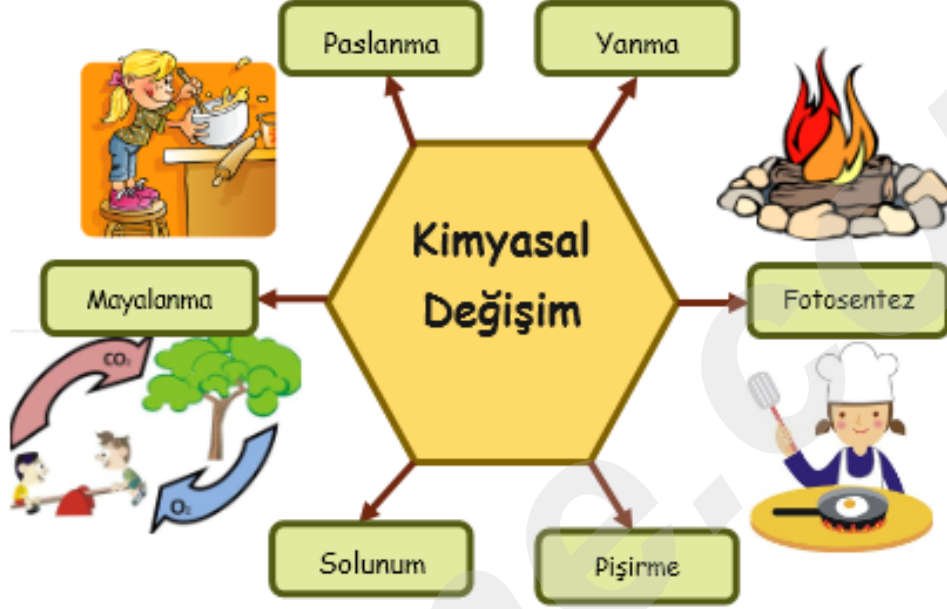 Paslanma
Yanma
Kimyasal
Değişim
Mayalanma
Fotosentez
CO₂
O₂
Solunum
Pişirme